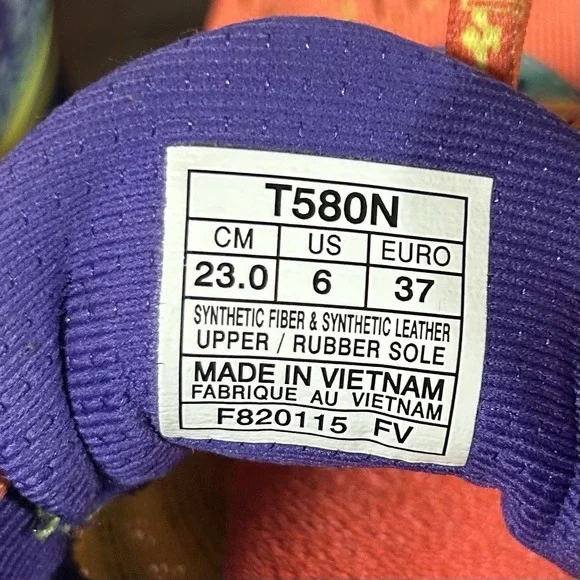 T580N
CM US EURO
23.0 6 37
SYNTHETIC FIBER & SYNTHETIC LEATHER
UPPER / RUBBER SOLE
MADE IN VIETNAM
FABRIQUE AU VIETNAM
F820115 FV